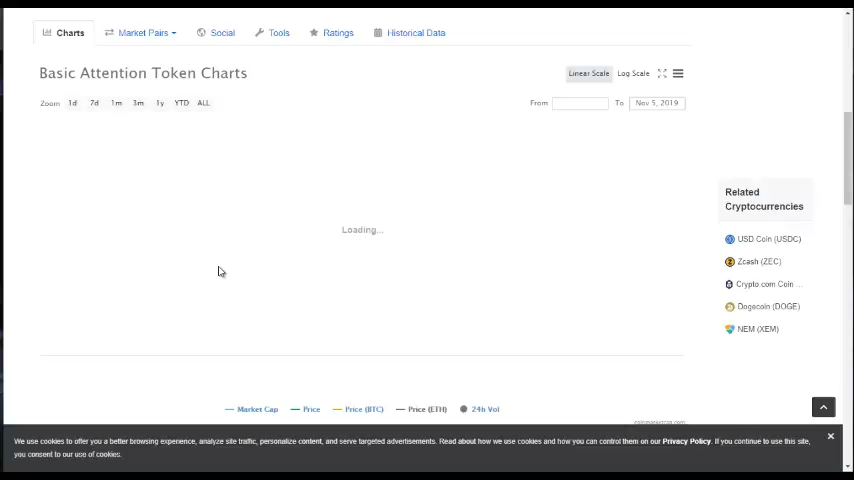 Charts Market Pairs Social Tools Ratings Historical Data
Basic Attention Token Charts
Linear Scale Log Scale
Zoom 1d 7d 1m 3m 1y YTD ALL From To Nov 5, 2019
Loading...
Related
Cryptocurrencies
USD Coin (USDC)
Zcash (ZEC)
Crypto.com Coin ...
Dogecoin (DOGE)
NEM (XEM)
Market Cap Price Price (BTC) Price (ETH) 24h Vol
coinmarketcap.com
We use cookies to offer you a better browsing experience, analyze site traffic, personalize content, and serve targeted advertisements. Read about how we use cookies and how you can control them on our Privacy Policy. If you continue to use this site,
you consent to our use of cookies.